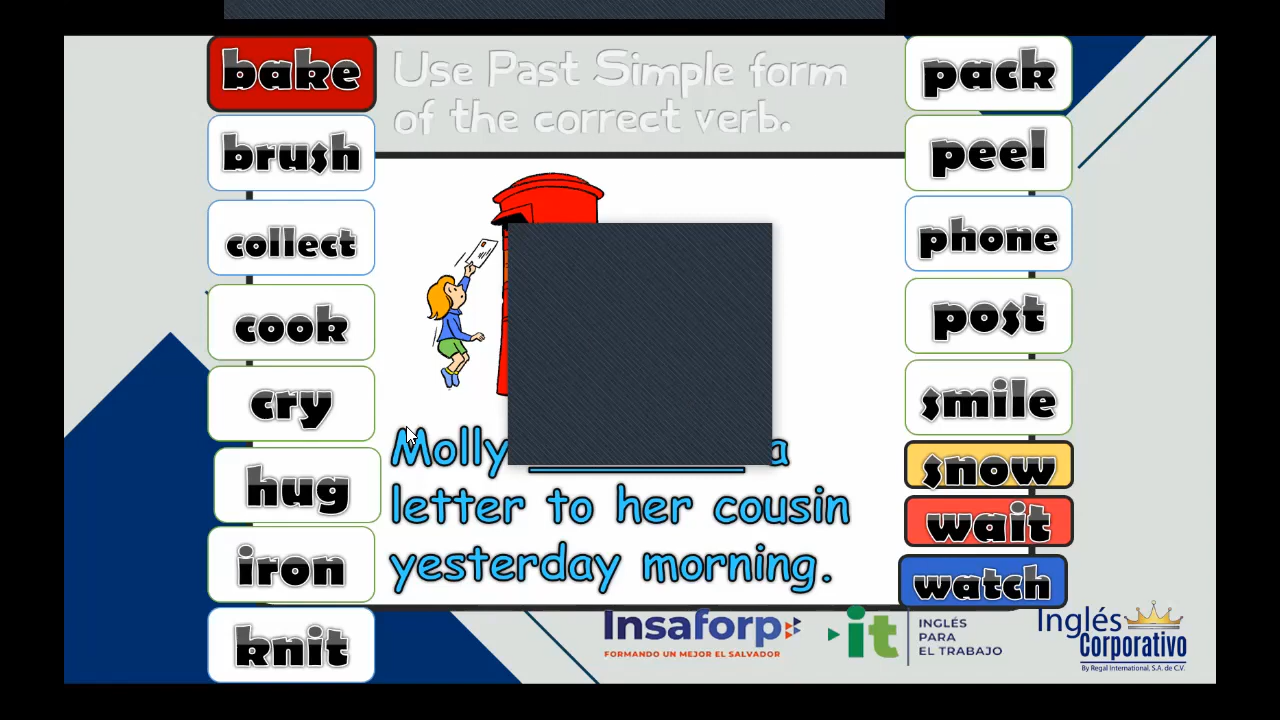 bake
brush
collect
cook
cry
hug
iron
knit
Use Past Simple form
of the correct verb.
Molly a
letter to her cousin
yesterday morning.
pack
peel
phone
post
smile
snow
wait
watch
Insaforp
FORMANDO UN MEJOR EL SALVADOR
it
INGLÉS
PARA
EL TRABAJO
Inglés
Corporativo
By Regal International, S.A. de C.V.